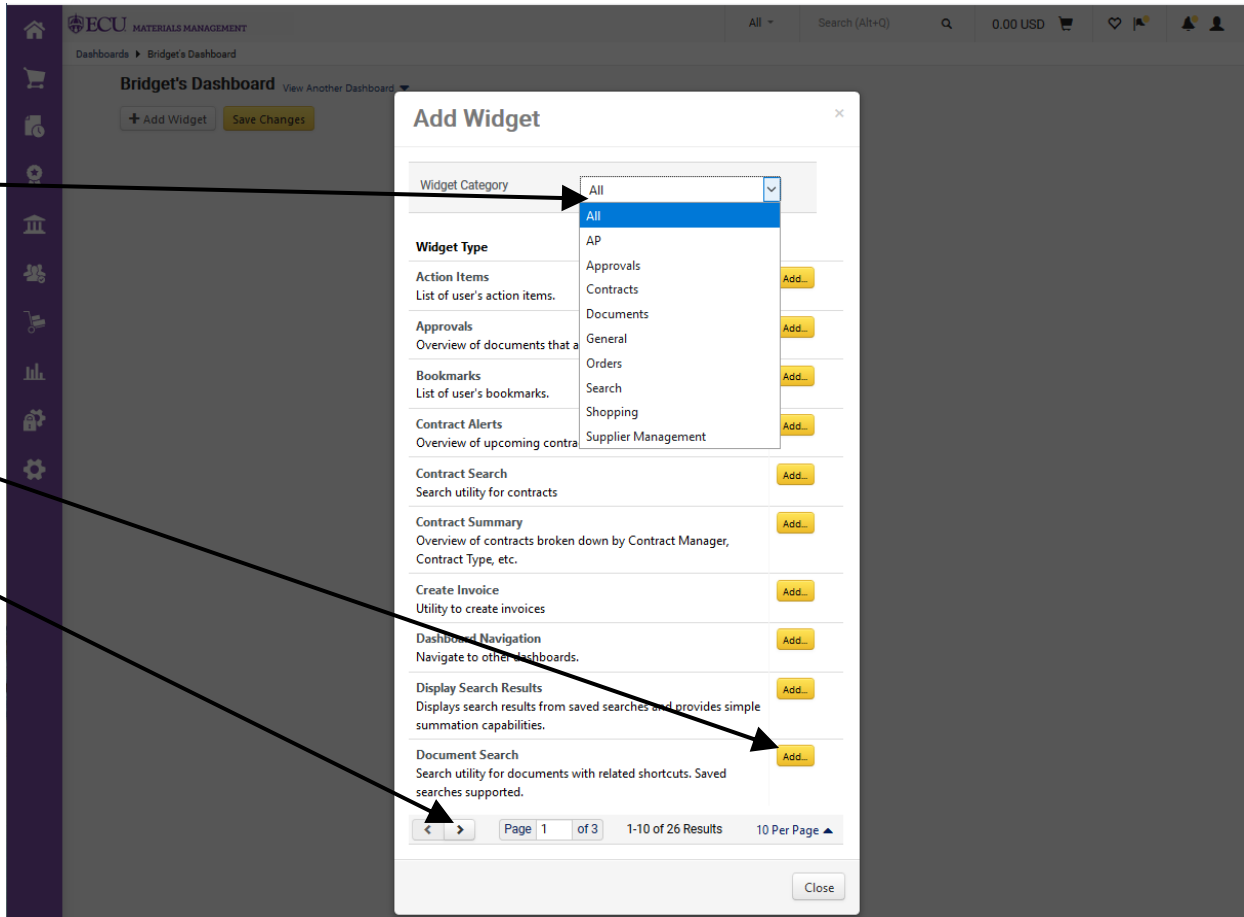 ECU MATERIALS MANAGEMENT
All
Search (Alt+Q)
0.00 USD
Dashboards Bridget's Dashboard
Bridget's Dashboard View Another Dashboard
+ Add Widget
Save Changes
Add Widget
×
Widget Category
All
All
AP
Approvals
Contracts
Documents
General
Orders
Search
Shopping
Supplier Management
Widget Type
Action Items
List of user's action items.
Add...
Approvals
Overview of documents that a
Add...
Bookmarks
List of user's bookmarks.
Add...
Contract Alerts
Overview of upcoming contra
Add...
Contract Search
Search utility for contracts
Add...
Contract Summary
Overview of contracts broken down by Contract Manager,
Contract Type, etc.
Add...
Create Invoice
Utility to create invoices
Add...
Dashboard Navigation
Navigate to other dashboards.
Add...
Display Search Results
Displays search results from saved searches and provides simple
summation capabilities.
Add...
Document Search
Search utility for documents with related shortcuts. Saved
searches supported.
Add...
< > Page 1 of 3 1-10 of 26 Results 10 Per Page
Close